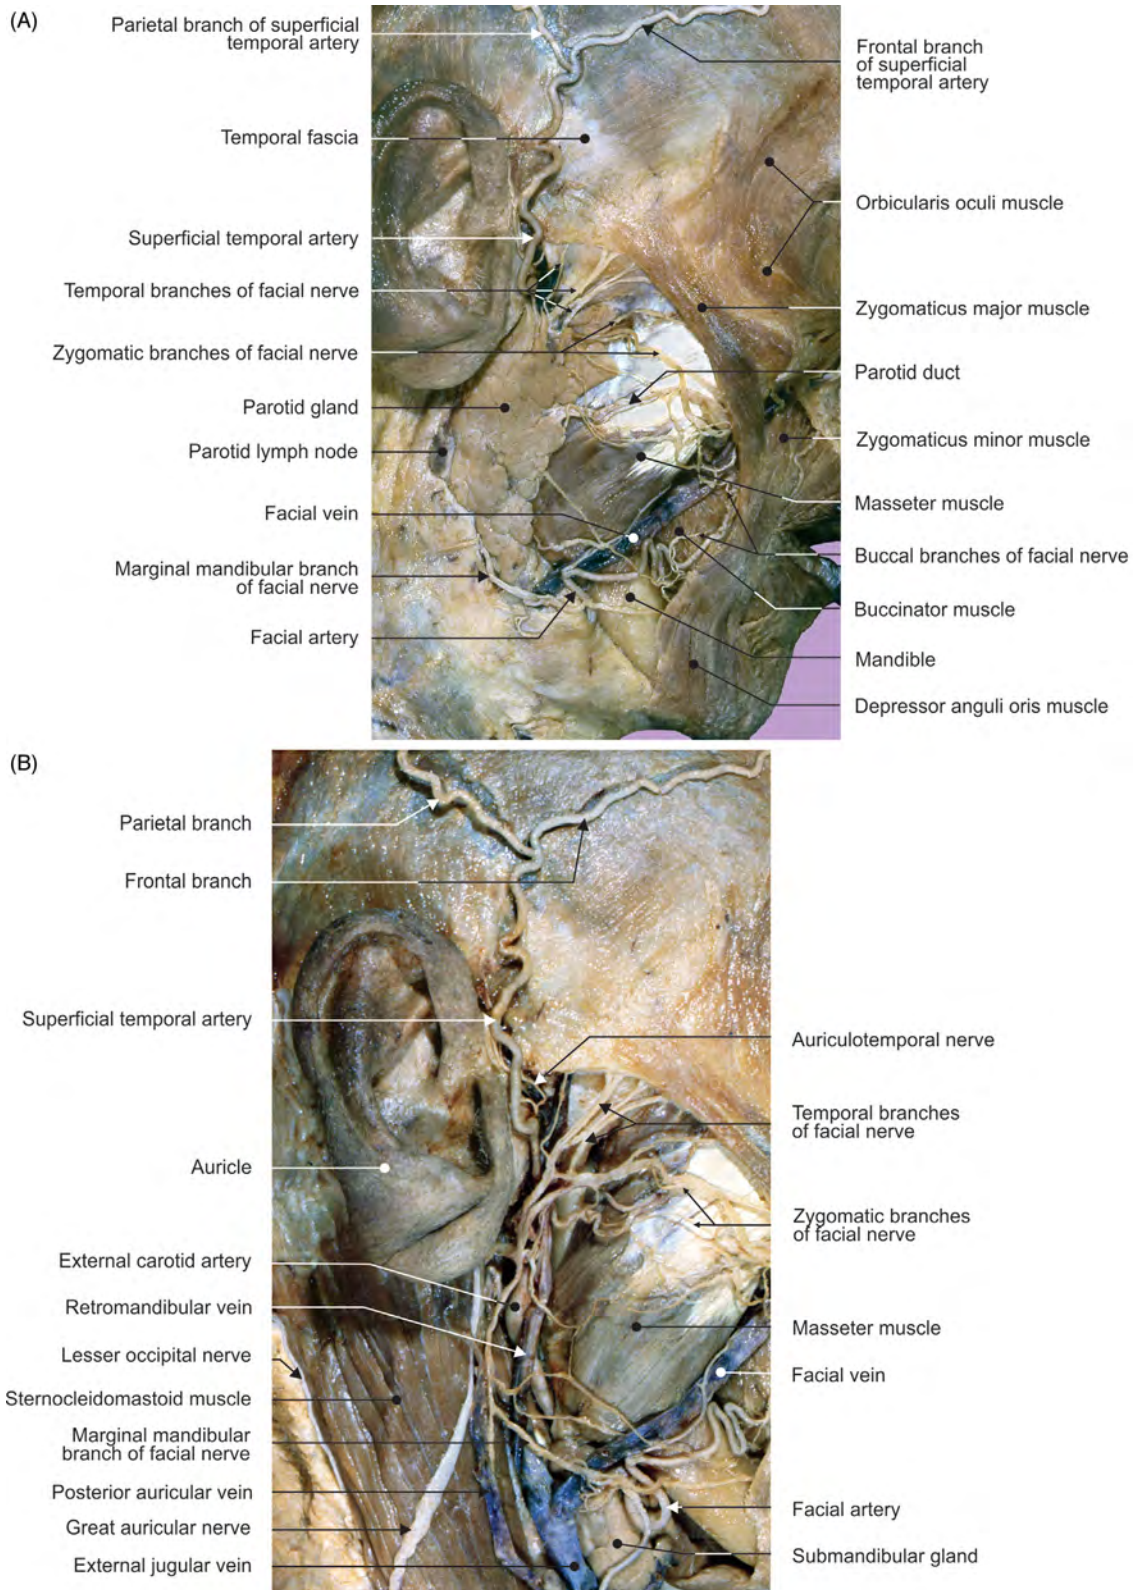 (A)
Parietal branch of superficial
temporal artery
Temporal fascia
Superficial temporal artery
Temporal branches of facial nerve
Zygomatic branches of facial nerve
Parotid gland
Parotid lymph node
Facial vein
Marginal mandibular branch
of facial nerve
Facial artery
Frontal branch
of superficial
temporal artery
Orbicularis oculi muscle
Zygomaticus major muscle
Parotid duct
Zygomaticus minor muscle
Masseter muscle
Buccal branches of facial nerve
Buccinator muscle
Mandible
Depressor anguli oris muscle
(B)
Parietal branch
Frontal branch
Superficial temporal artery
Auricle
External carotid artery
Retromandibular vein
Lesser occipital nerve
Sternocleidomastoid muscle
Marginal mandibular
branch of facial nerve
Posterior auricular vein
Great auricular nerve
External jugular vein
Auriculotemporal nerve
Temporal branches
of facial nerve
Zygomatic branches
of facial nerve
Masseter muscle
Facial vein
Facial artery
Submandibular gland